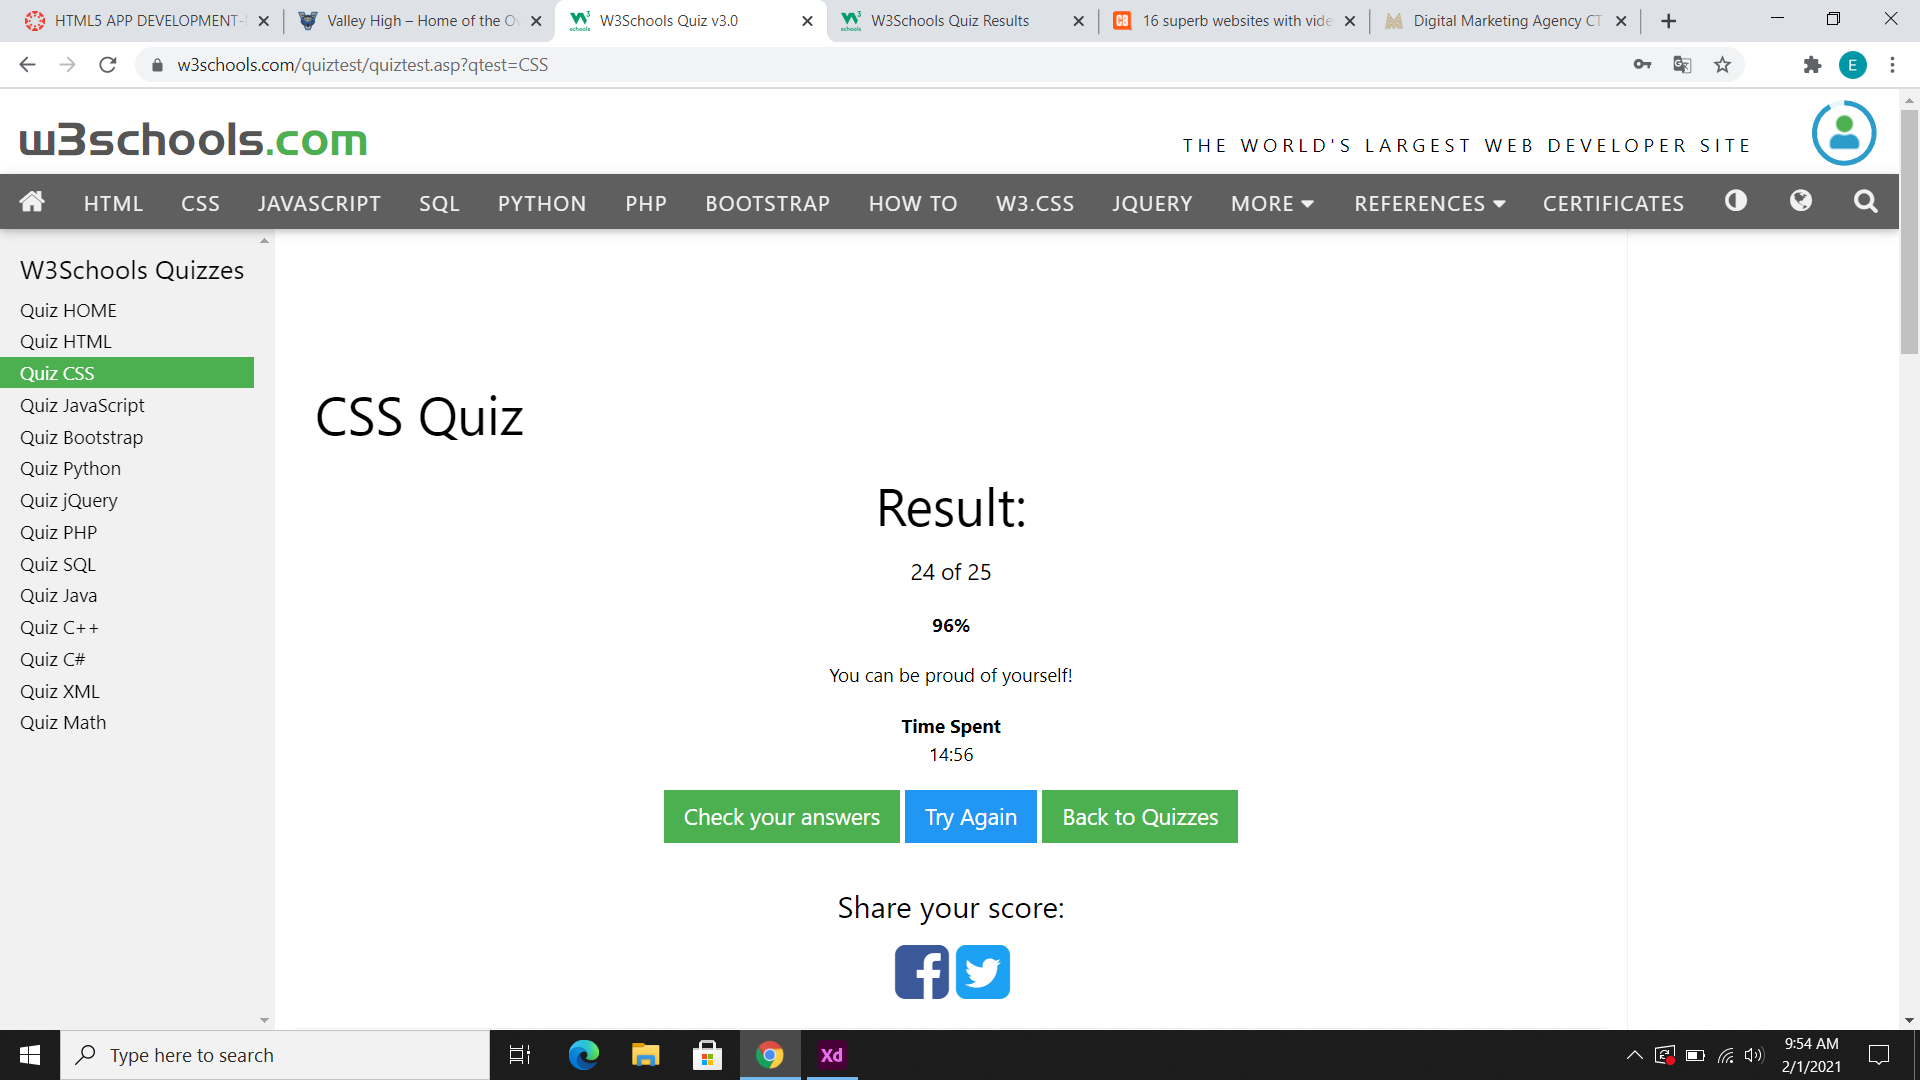 HTML5 APP DEVELOPMENT-
Valley High – Home of the O
W3Schools Quiz v3.0
W3Schools Quiz Results
16 superb websites with vide
Digital Marketing Agency CT
w3schools.com/quiztest/quiztest.asp?qtest=CSS
E
w3schools.com
THE WORLD'S LARGEST WEB DEVELOPER SITE
HTML CSS JAVASCRIPT SQL PYTHON PHP BOOTSTRAP HOW TO W3.CSS JQUERY MORE REFERENCES CERTIFICATES
W3Schools Quizzes
Quiz HOME
Quiz HTML
Quiz CSS
Quiz JavaScript
Quiz Bootstrap
Quiz Python
Quiz jQuery
Quiz PHP
Quiz SQL
Quiz Java
Quiz C++
Quiz C#
Quiz XML
Quiz Math
CSS Quiz
Result:
24 of 25
96%
You can be proud of yourself!
Time Spent
14:56
Check your answers
Try Again
Back to Quizzes
Share your score:
Type here to search
Xd
9:54 AM
2/1/2021